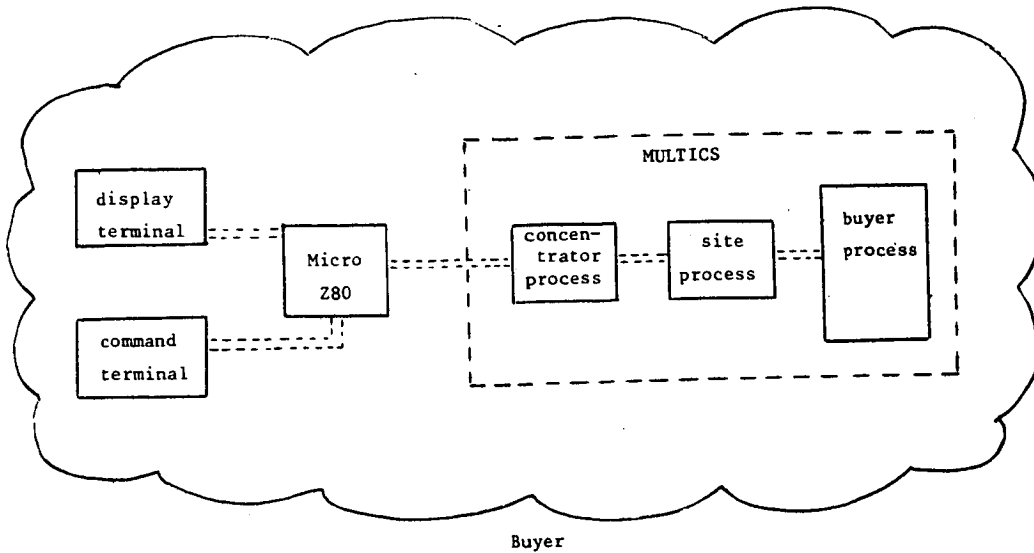 MULTICS
display
terminal
Micro
Z80
command
terminal
concen-
trator
process
site
process
buyer
process
Buyer